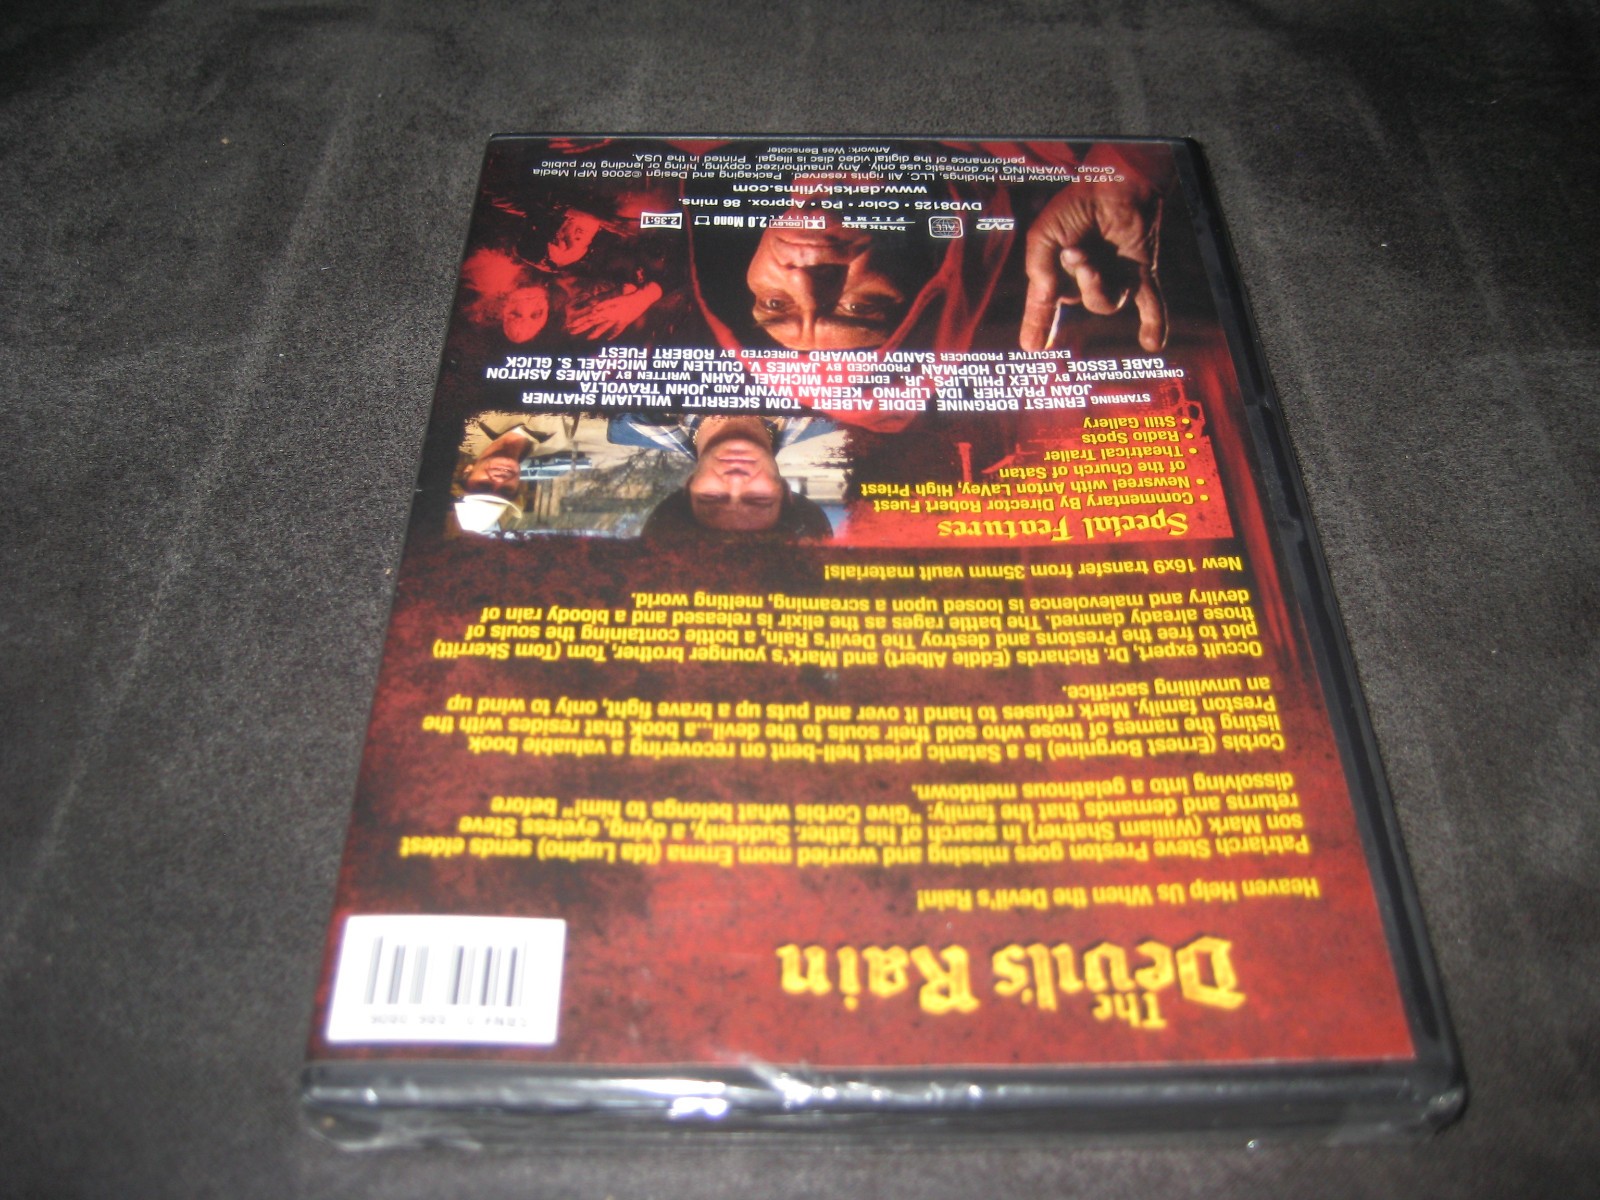 The
Devil's Rain
Heaven Help Us When the Devil's Rain!
Patriarch Steve Preston goes missing and worried mom Emma (Ida Lupino) sends eldest
son Mark (William Shatner) in search of his father. Suddenly, a dying, eyeless Steve
returns and demands that the family: "Give Corbis what belongs to him!" before
dissolving into a gelatinous meltdown.
Corbis (Ernest Borgnine) is a Satanic priest hell-bent on recovering a valuable book
listing the names of those who sold their souls to the devil...a book that resides with the
Preston family. Mark refuses to hand it over and puts up a brave fight, only to wind up
an unwilling sacrifice.
Occult expert, Dr. Richards (Eddie Albert) and Mark's younger brother, Tom (Tom Skerritt)
plot to free the Prestons and destroy The Devil's Rain, a bottle containing the souls of
those already damned. The battle rages as the elixir is released and a bloody rain of
devilry and malevolence is loosed upon a screaming, melting world.
New 16x9 transfer from 35mm vault materials!
Special Features
• Commentary By Director Robert Fuest
• Newsreel with Anton LaVey, High Priest
of the Church of Satan
• Theatrical Trailer
• Radio Spots
• Still Gallery
STARRING ERNEST BORGNINE EDDIE ALBERT TOM SKERRITT WILLIAM SHATNER
JOAN PRATHER IDA LUPINO KEENAN WYNN AND JOHN TRAVOLTA
CINEMATOGRAPHY BY ALEX PHILLIPS, JR. EDITED BY MICHAEL KAHN WRITTEN BY JAMES ASHTON
GABE ESSOE GERALD HOPMAN PRODUCED BY JAMES V. CULLEN AND MICHAEL S. GLICK
EXECUTIVE PRODUCER SANDY HOWARD DIRECTED BY ROBERT FUEST
DVD VIDEO ALL DARK SKY FILMS DOLBY DIGITAL 2.0 Mono 2.35:1
DVD8125 • Color • PG • Approx. 86 mins.
www.darkskyfilms.com
©1975 Rainbow Film Holdings, LLC. All rights reserved. Packaging and Design ©2006 MPI Media
Group. WARNING for domestic use only. Any unauthorized copying, hiring or lending for public
performance of the digital video disc is illegal. Printed in the USA.
Artwork: Wes Benscoter